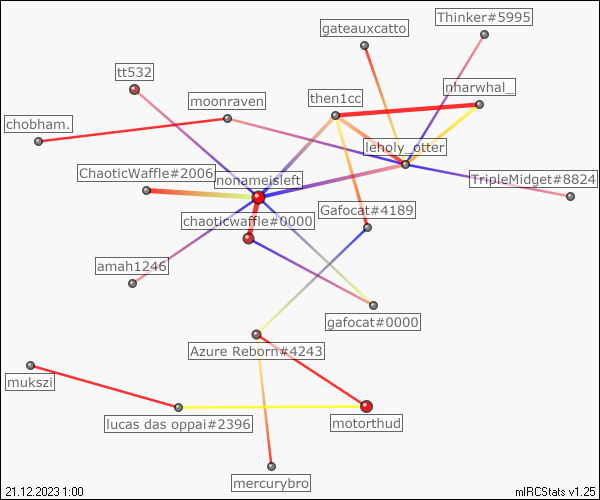 Thinker#5995
gateauxcatto
tt532
nharwhal_
then1cc
moonraven
chobham.
leholy_otter
ChaoticWaffle#2006
nonameisleft
TripleMidget#8824
Gafocat#4189
chaoticwaffle#0000
amah1246
gafocat#0000
Azure Reborn#4243
mukszi
lucas das oppai#2396
motorthud
mercurybro
21.12.2023 1:00
mIRCStats v1.25